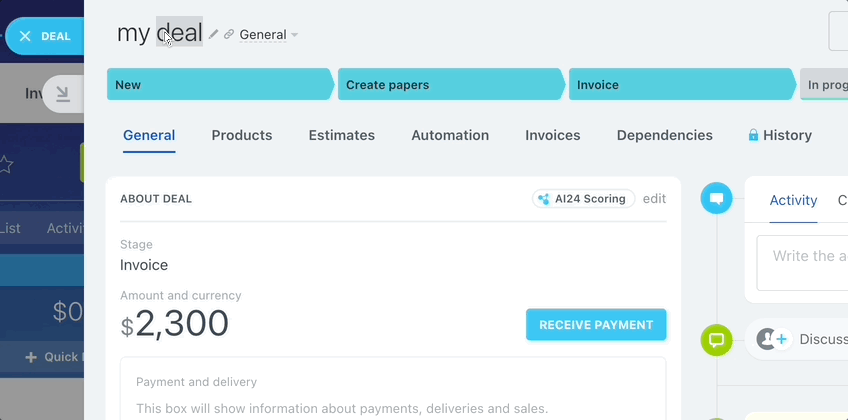 my deal General
DEAL
New Create papers Invoice In prog
Inv
General Products Estimates Automation Invoices Dependencies History
ABOUT DEAL AI24 Scoring edit
Activity C
List Activi
Stage
Invoice
Write the a
Amount and currency
$2,300
RECEIVE PAYMENT
$0
Discuss
+ Quick
Payment and delivery
This box will show information about payments, deliveries and sales.